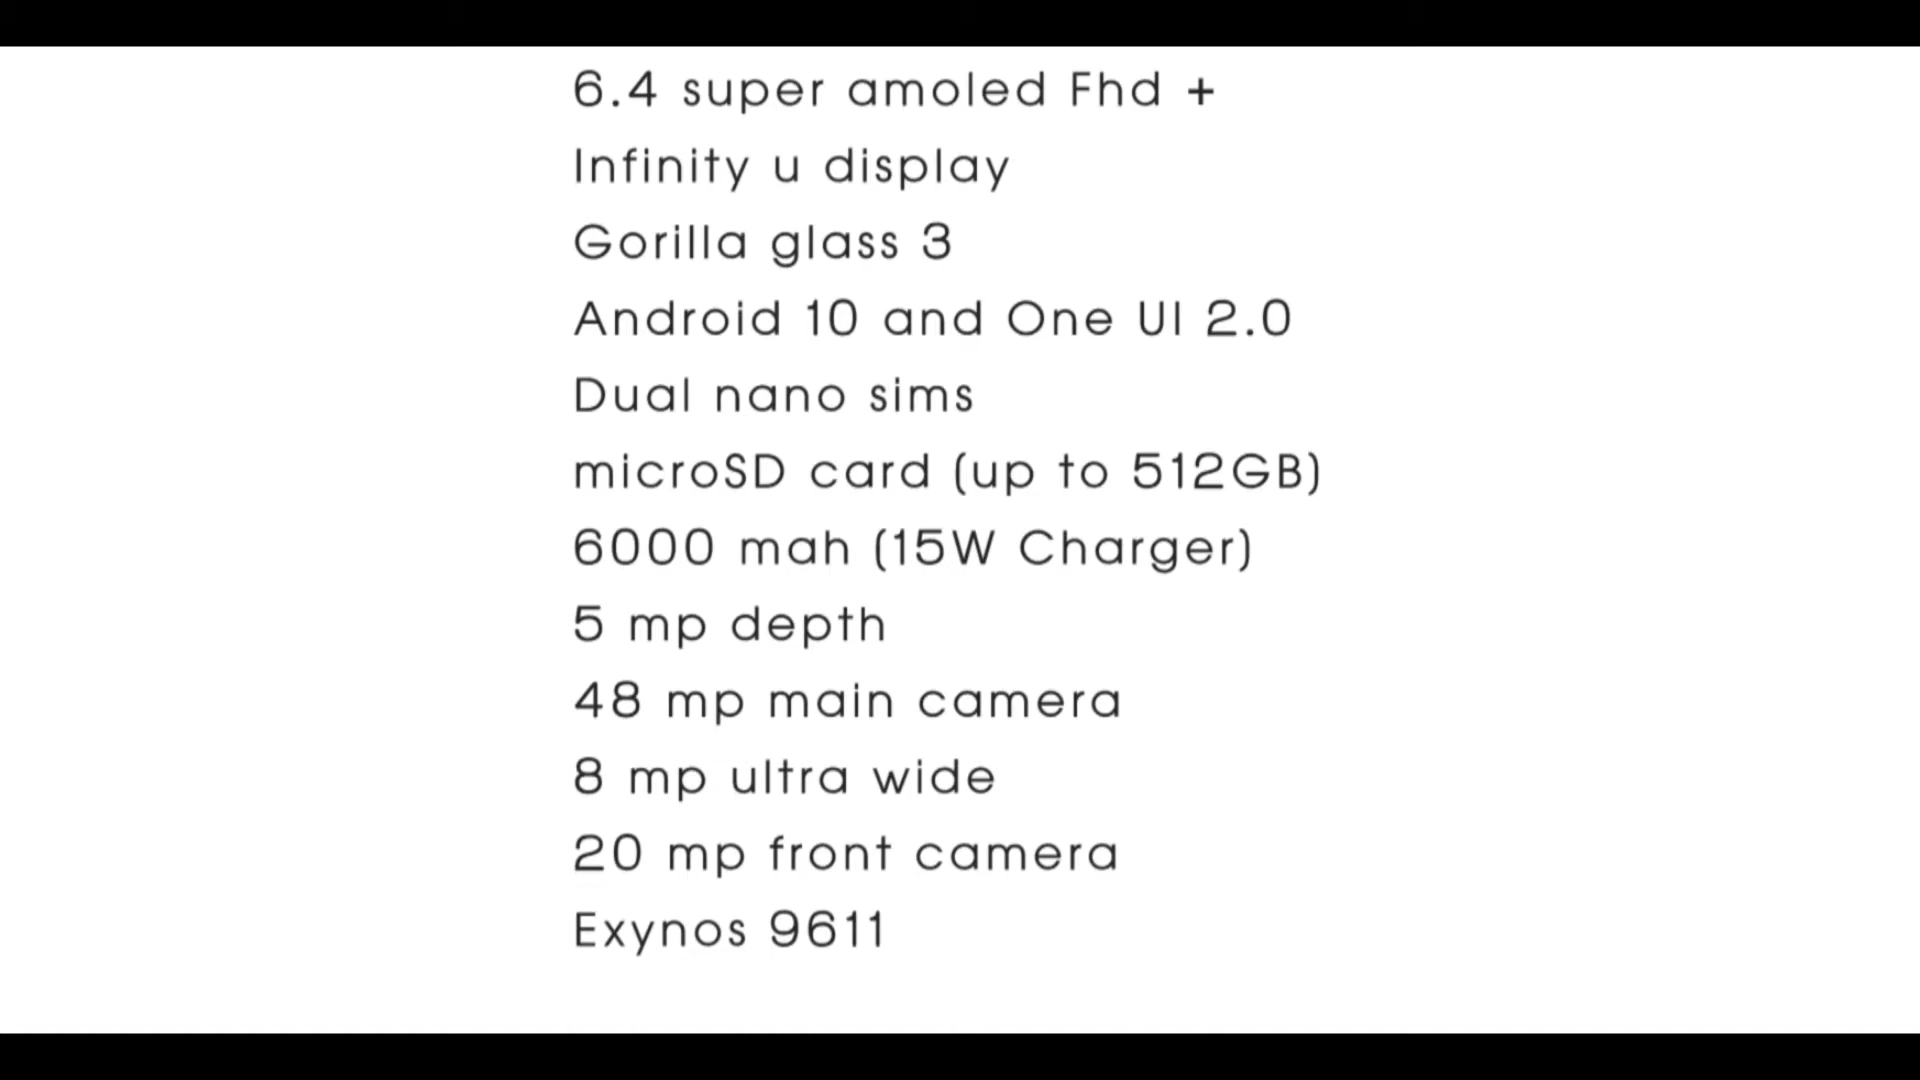 6.4 super amoled Fhd +
Infinity u display
Gorilla glass 3
Android 10 and One UI 2.0
Dual nano sims
microSD card (up to 512GB)
6000 mah (15W Charger)
5 mp depth
48 mp main camera
8 mp ultra wide
20 mp front camera
Exynos 9611